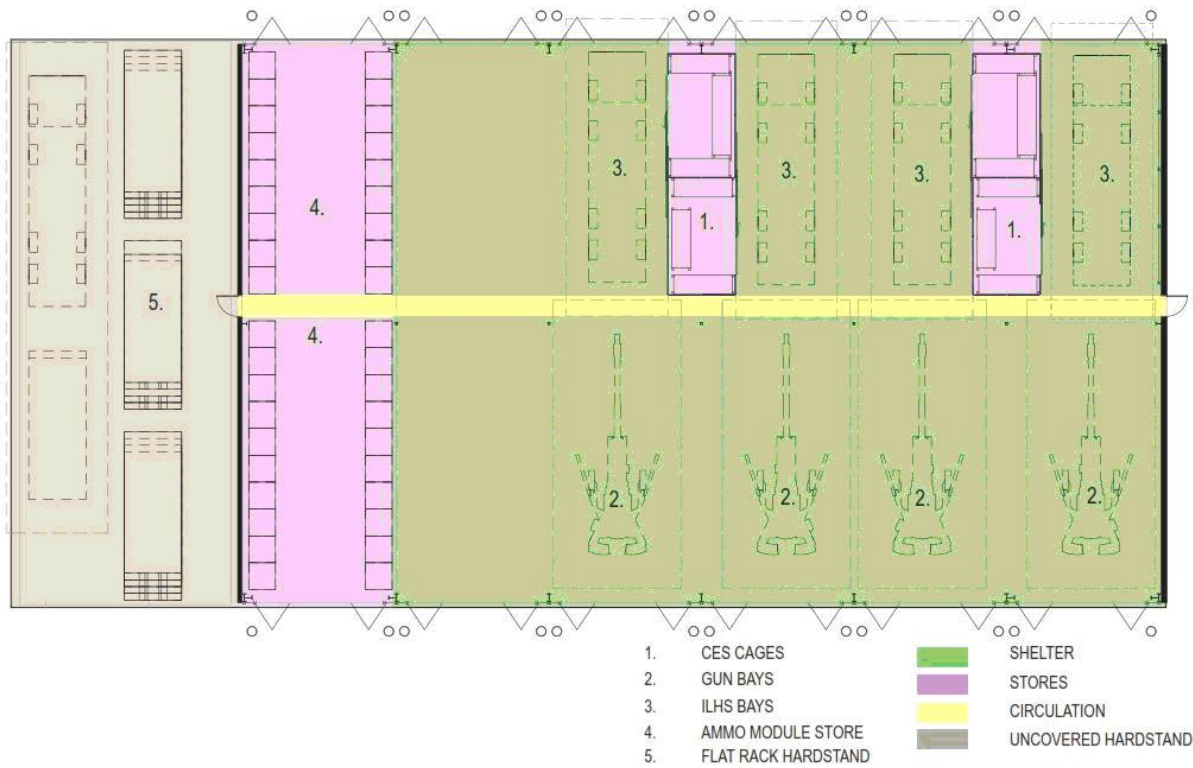 3.
3.
3.
3.
4.
1.
1.
5.
4.
2.
2.
2.
2.
1. CES CAGES
2. GUN BAYS
3. ILHS BAYS
4. AMMO MODULE STORE
5. FLAT RACK HARDSTAND
SHELTER
STORES
CIRCULATION
UNCOVERED HARDSTAND